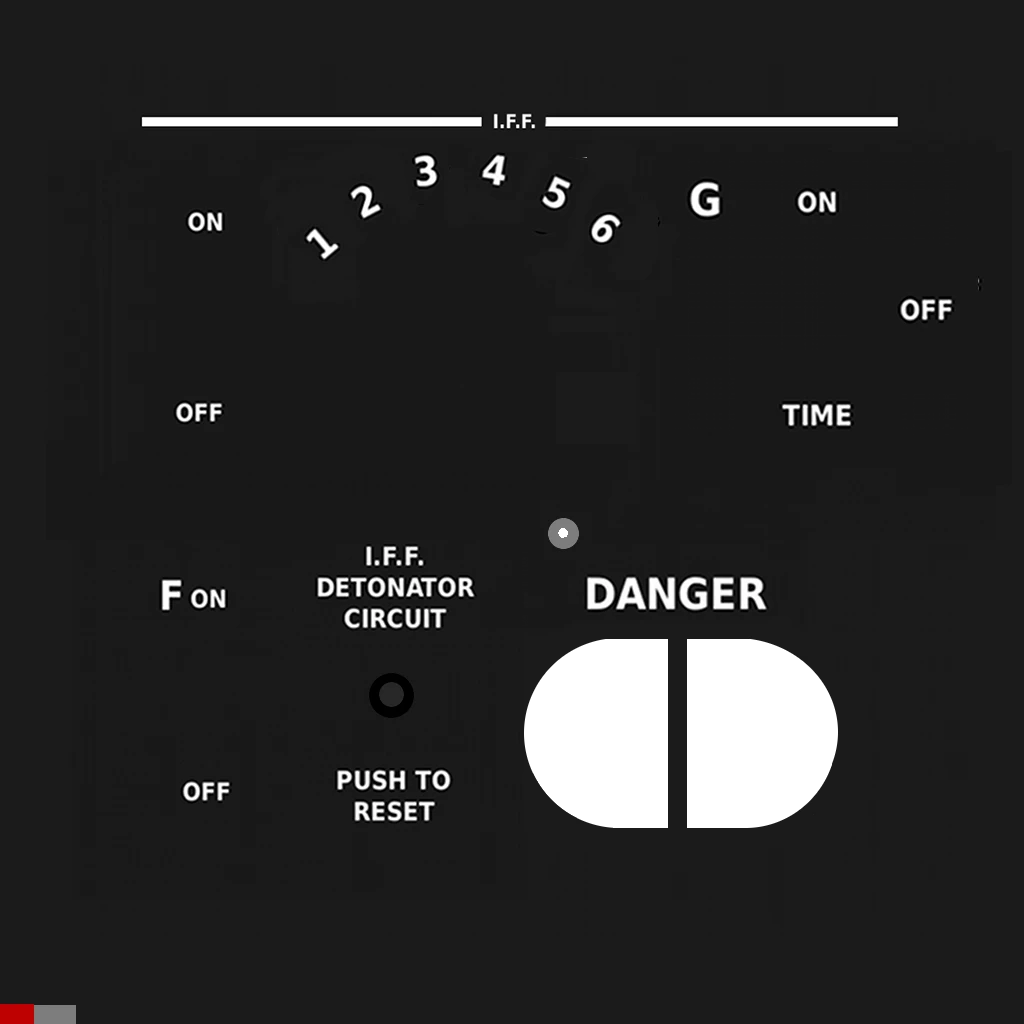 I.F.F.
ON
1 2 3 4 5 6
G ON
OFF
OFF
TIME
F ON
I.F.F.
DETONATOR
CIRCUIT
DANGER
OFF
PUSH TO
RESET